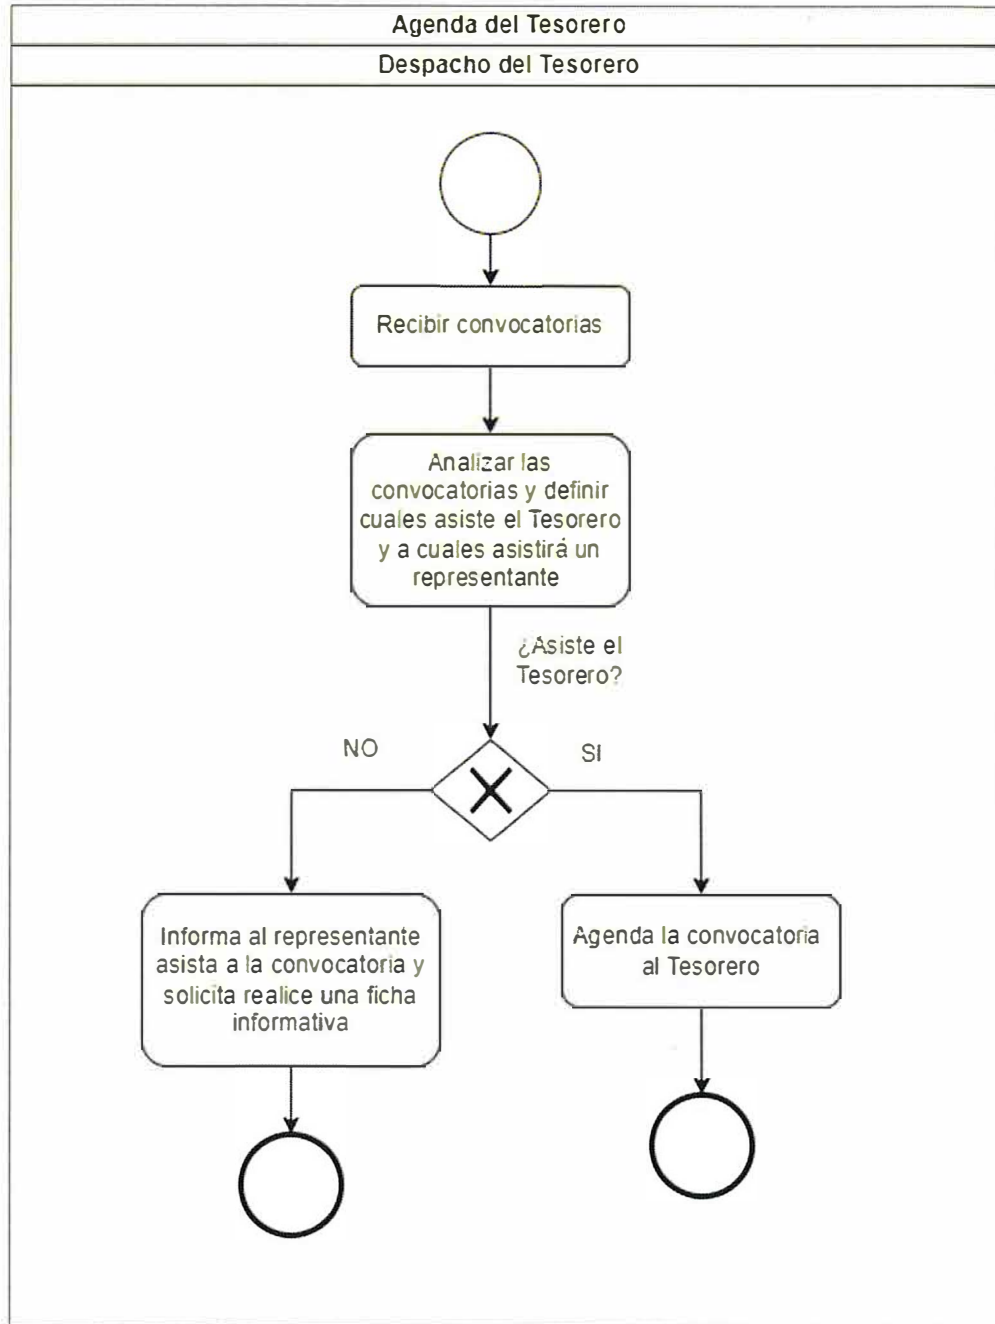 Agenda del Tesorero
Despacho del Tesorero
Recibir convocatorias
Analizar las
convocatorias y definir
cuales asiste el Tesorero
y a cuales asistirá un
representante
¿Asiste el
Tesorero?
NO
SI
Informa al representante
asista a la convocatoria y
solicita realice una ficha
informativa
Agenda la convocatoria
al Tesorero